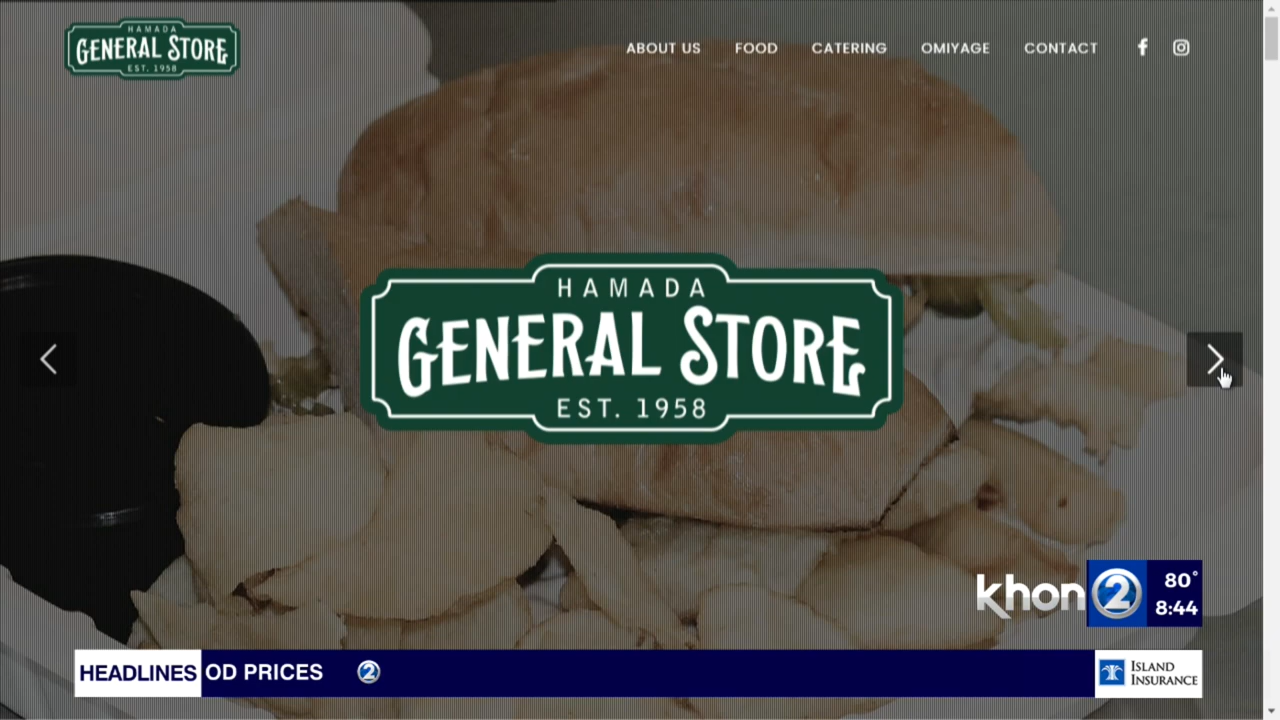 HAMADA
GENERAL STORE
EST. 1958
ABOUT US
FOOD
CATERING
OMIYAGE
CONTACT
HAMADA
GENERAL STORE
EST. 1958
khon 2
80°
8:44
HEADLINES
OD PRICES
2
ISLAND
INSURANCE